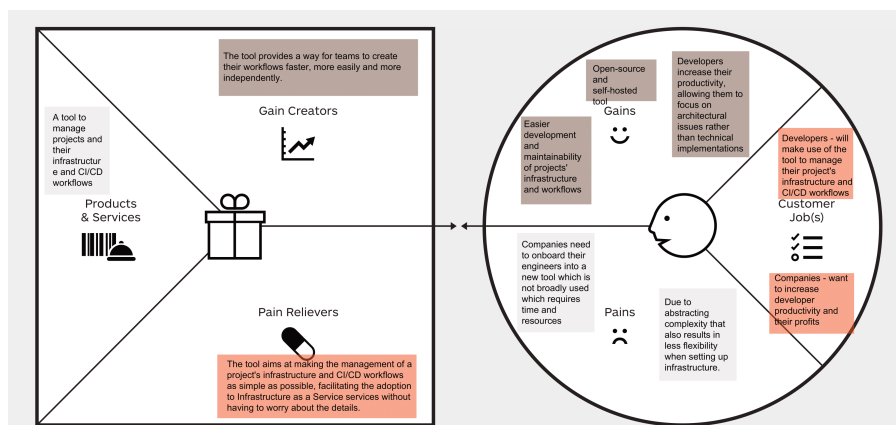 The tool provides a way for teams to create
their workflows faster, more easily and more
independently.
Gain Creators
A tool to
manage
projects and
their
infrastructur
e and CI/CD
workflows
Products
& Services
Pain Relievers
The tool aims at making the management of a
project's infrastructure and CI/CD workflows
as simple as possible, facilitating the adoption
to Infrastructure as a Service services without
having to worry about the details.
Open-source
and
self-hosted
tool
Gains
Developers
increase their
productivity,
allowing them to
focus on
architectural
issues rather
than technical
implementations
Easier
development
and
maintainability
of projects'
infrastructure
and workflows
Developers - will
make use of the
tool to manage
their project's
infrastructure and
CI/CD workflows
Customer
Job(s)
Companies - want
to increase
developer
productivity and
their profits
Companies need
to onboard their
engineers into a
new tool which is
not broadly used
which requires
time and
resources
Pains
Due to
abstracting
complexity that
also results in
less flexibility
when setting up
infrastructure.